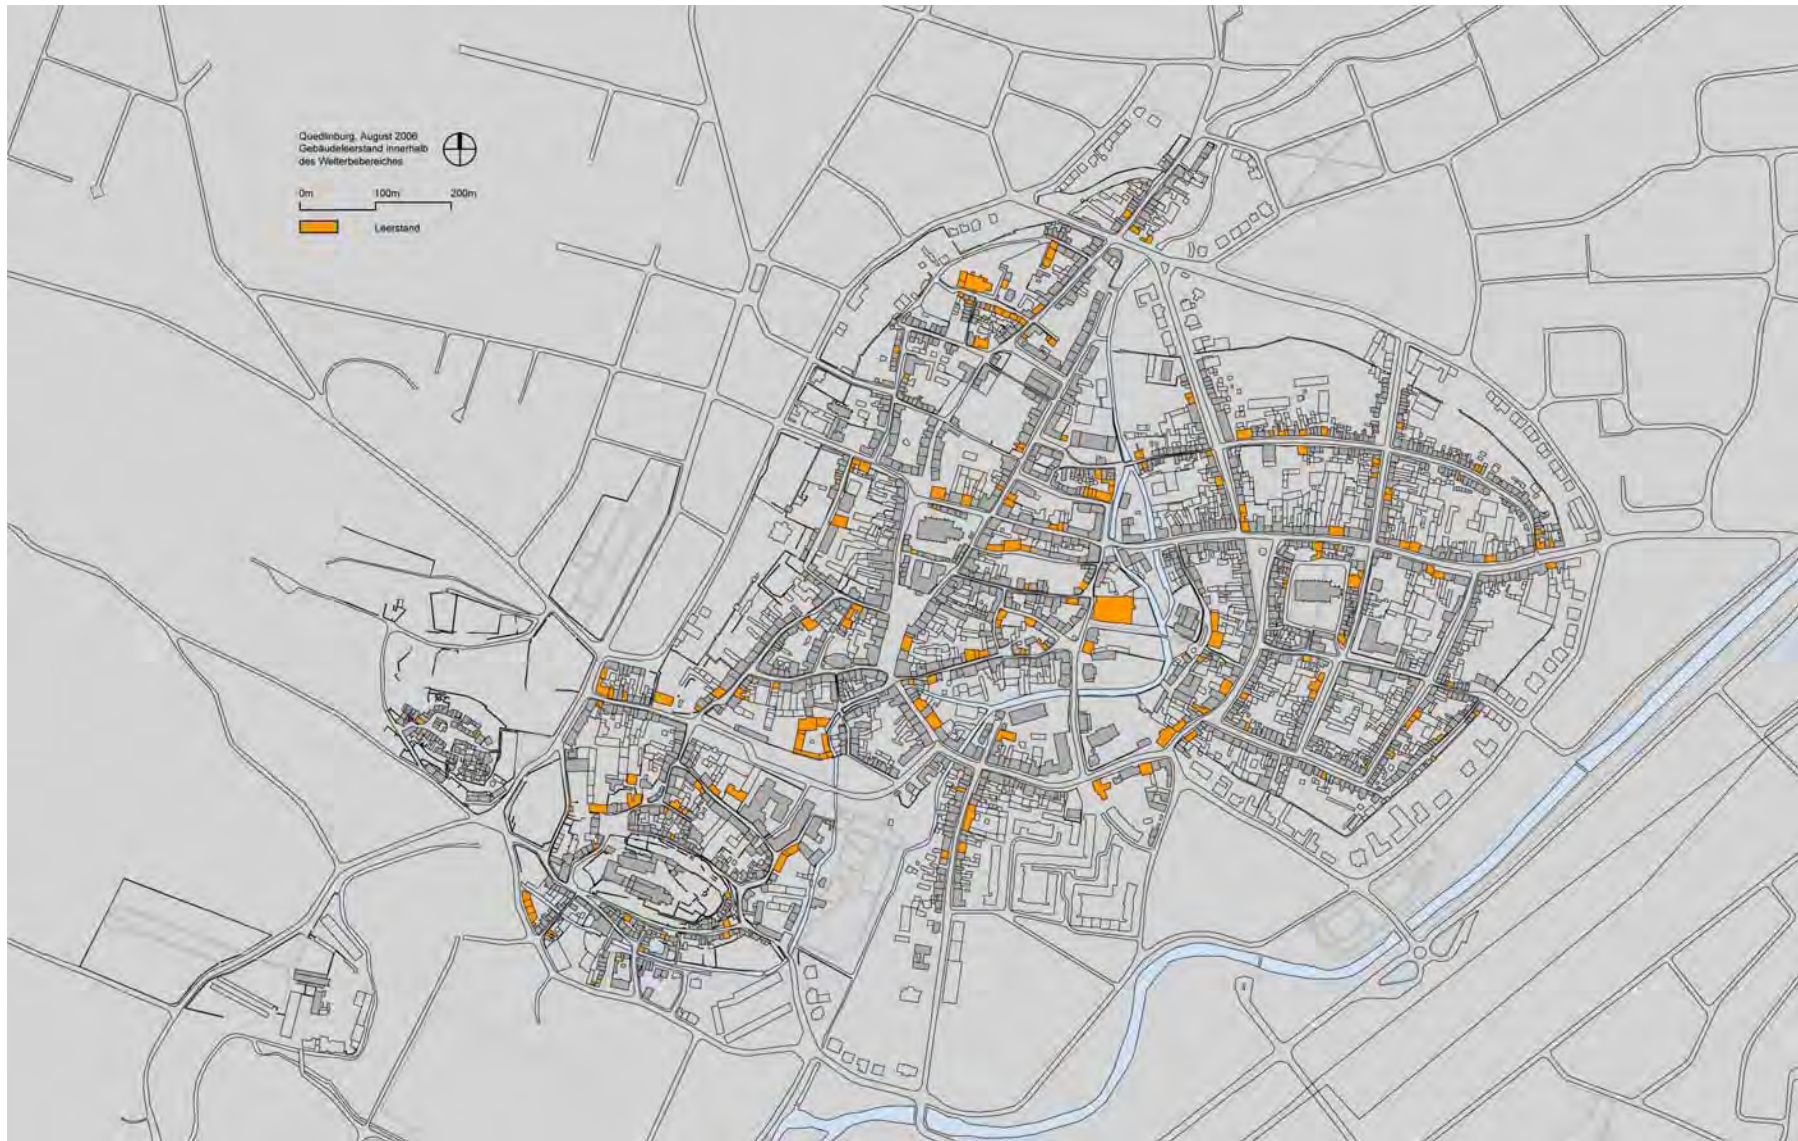 Quedlinburg, August 2006
Gebäudeleerstand innerhalb
des Welterbebereiches
0m 100m 200m
Leerstand